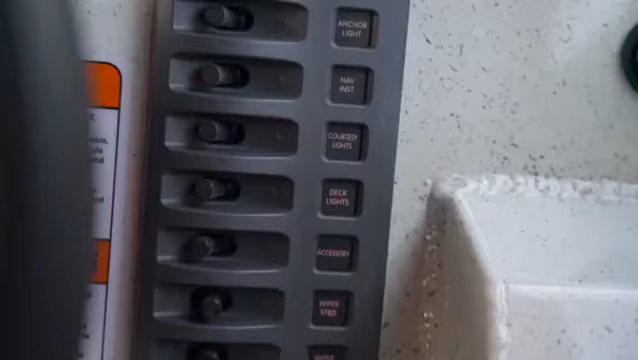 ANCHOR
LIGHT
NAV
INST
COURTESY
LIGHTS
DECK
LIGHTS
ACCESSORY
WIPER
STBD